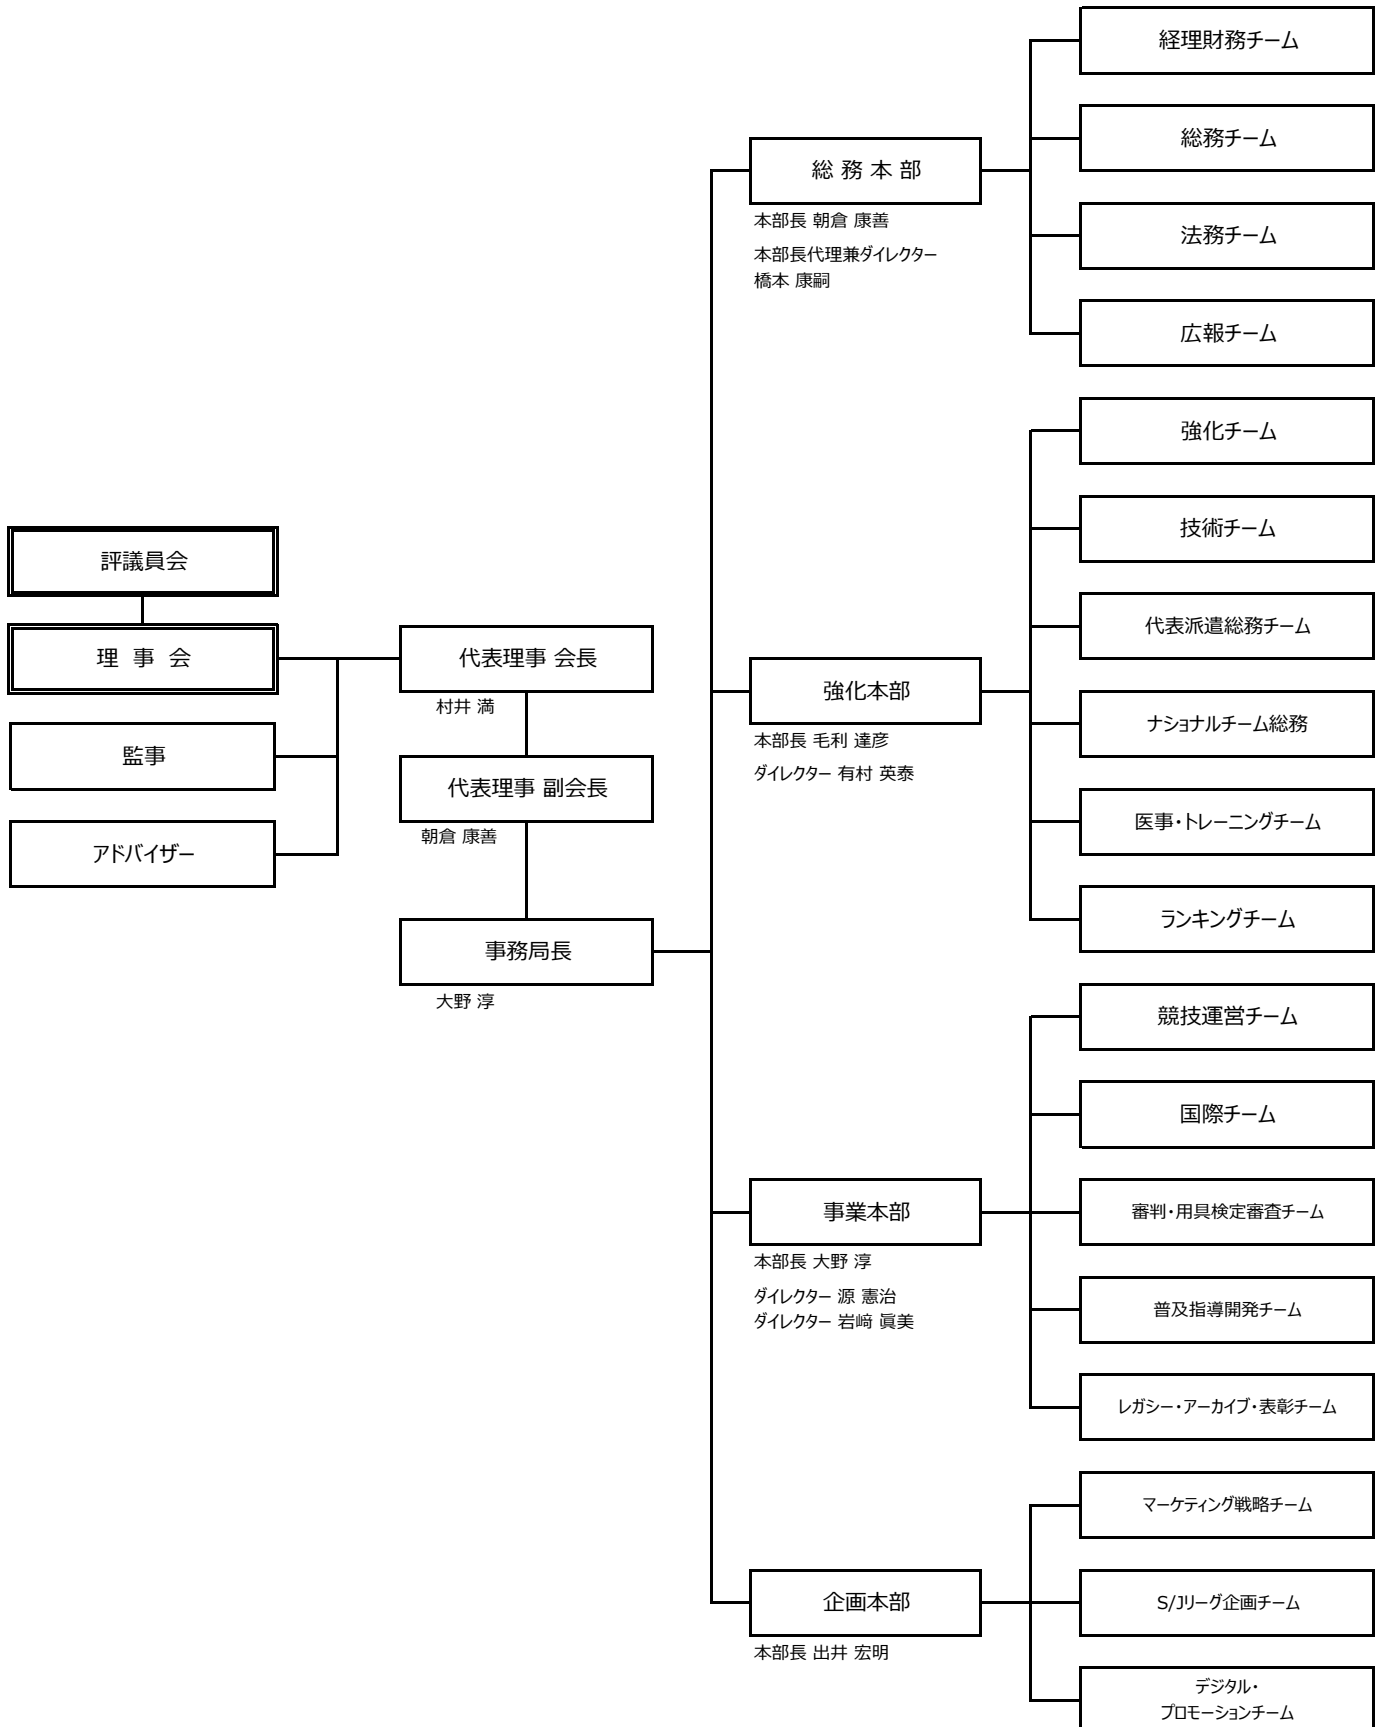 評議員会
理 事 会
監事
アドバイザー
代表理事 会長
村井 満
代表理事 副会長
朝倉 康善
事務局長
大野 淳
総 務 本 部
本部長 朝倉 康善
本部長代理兼ダイレクター
橋本 康嗣
経理財務チーム
総務チーム
法務チーム
広報チーム
強化本部
本部長 毛利 達彦
ダイレクター 有村 英泰
強化チーム
技術チーム
代表派遣総務チーム
ナショナルチーム総務
医事・トレーニングチーム
ランキングチーム
事業本部
本部長 大野 淳
ダイレクター 源 憲治
ダイレクター 岩﨑 眞美
競技運営チーム
国際チーム
審判・用具検定審査チーム
普及指導開発チーム
レガシー・アーカイブ・表彰チーム
企画本部
本部長 出井 宏明
マーケティング戦略チーム
S/Jリーグ企画チーム
デジタル・
プロモーションチーム